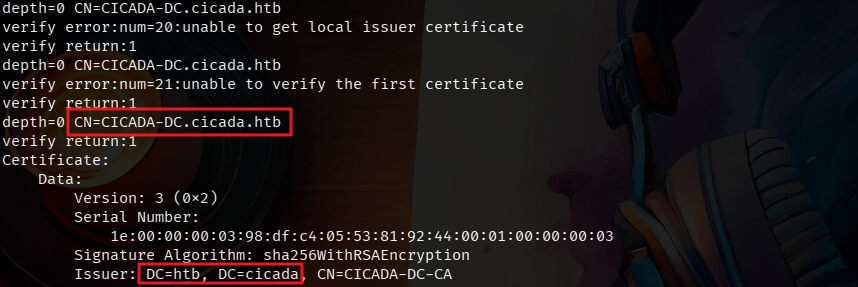 depth=0 CN=CICADA-DC.cicada.htb
verify error:num=20:unable to get local issuer certificate
verify return:1
depth=0 CN=CICADA-DC.cicada.htb
verify error:num=21:unable to verify the first certificate
verify return:1
depth=0 CN=CICADA-DC.cicada.htb
verify return:1
Certificate:
    Data:
        Version: 3 (0×2)
        Serial Number:
            1e:00:00:00:03:98:df:c4:05:53:81:92:44:00:01:00:00:00:03
        Signature Algorithm: sha256WithRSAEncryption
        Issuer: DC=htb, DC=cicada, CN=CICADA-DC-CA